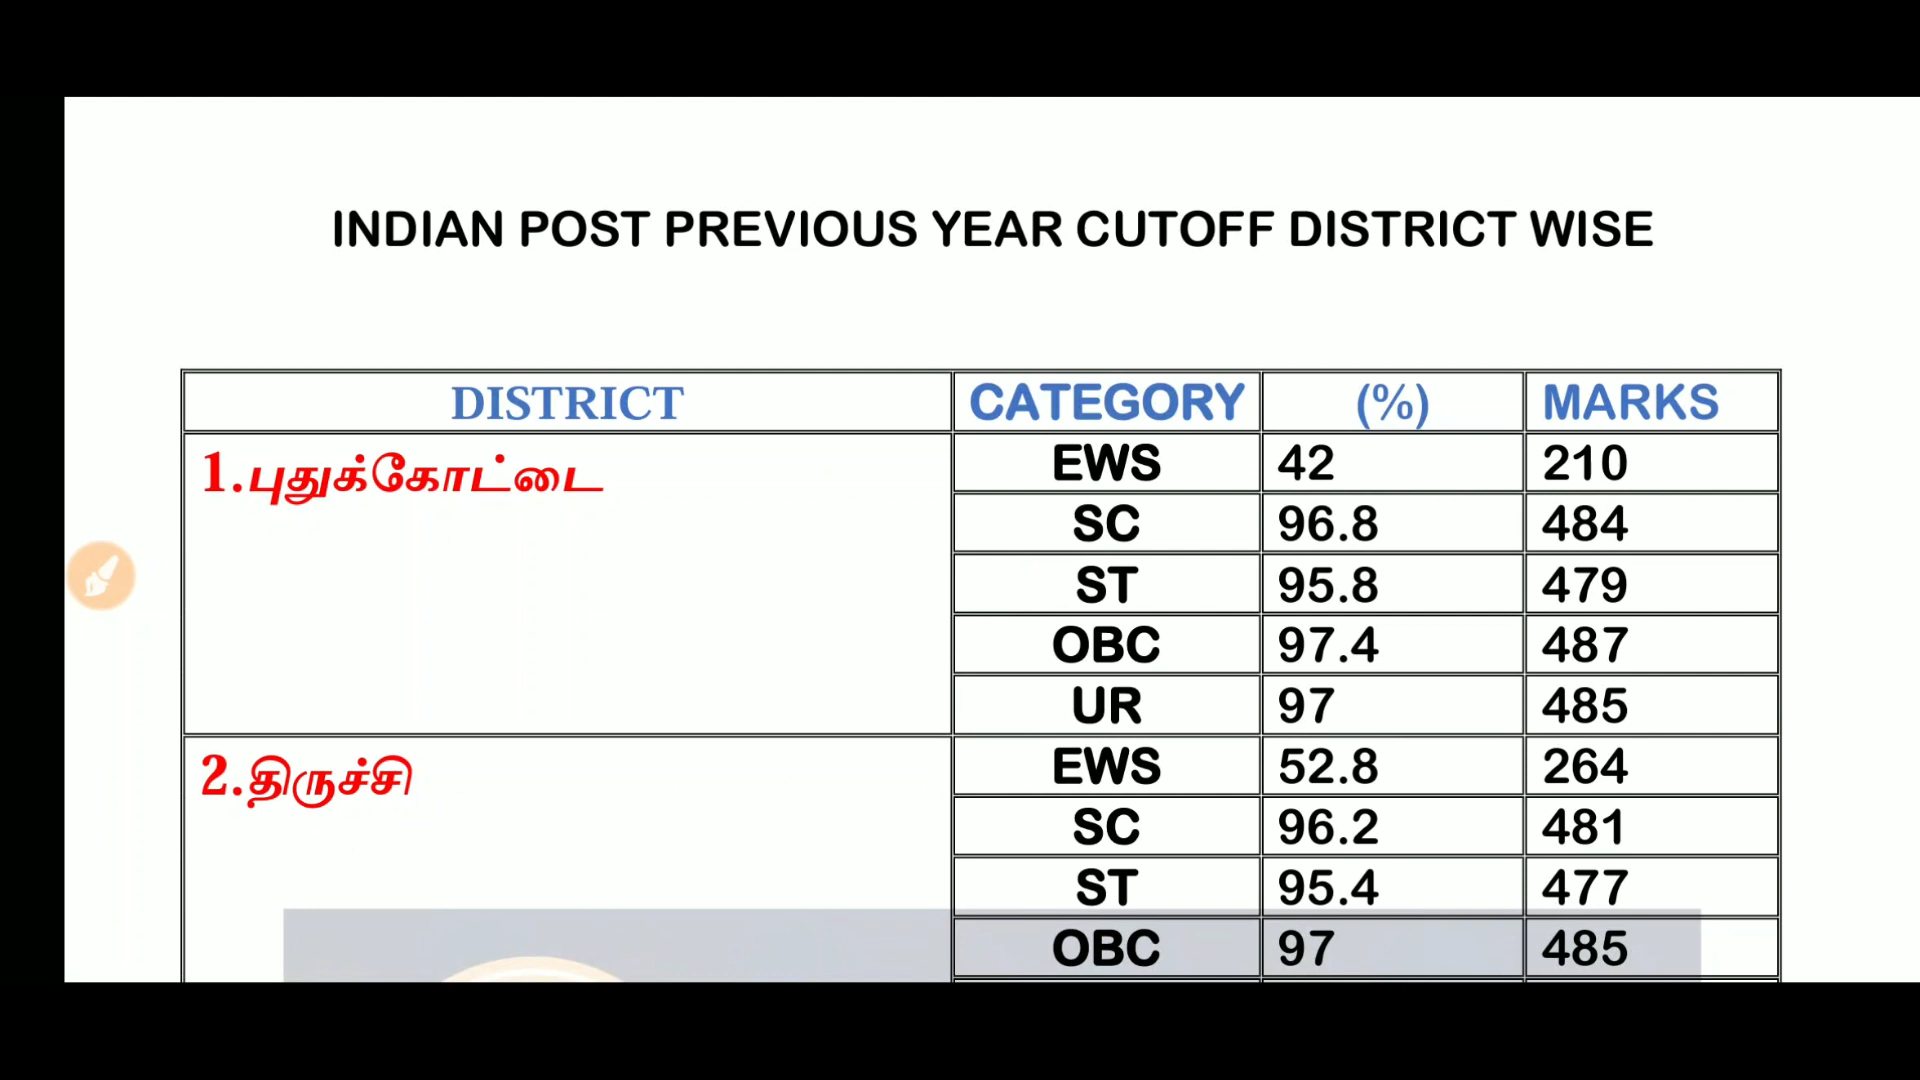 INDIAN POST PREVIOUS YEAR CUTOFF DISTRICT WISE
DISTRICT CATEGORY (%) MARKS
1.புதுக்கோட்டை EWS 42 210
SC 96.8 484
ST 95.8 479
OBC 97.4 487
UR 97 485
2.திருச்சி EWS 52.8 264
SC 96.2 481
ST 95.4 477
OBC 97 485